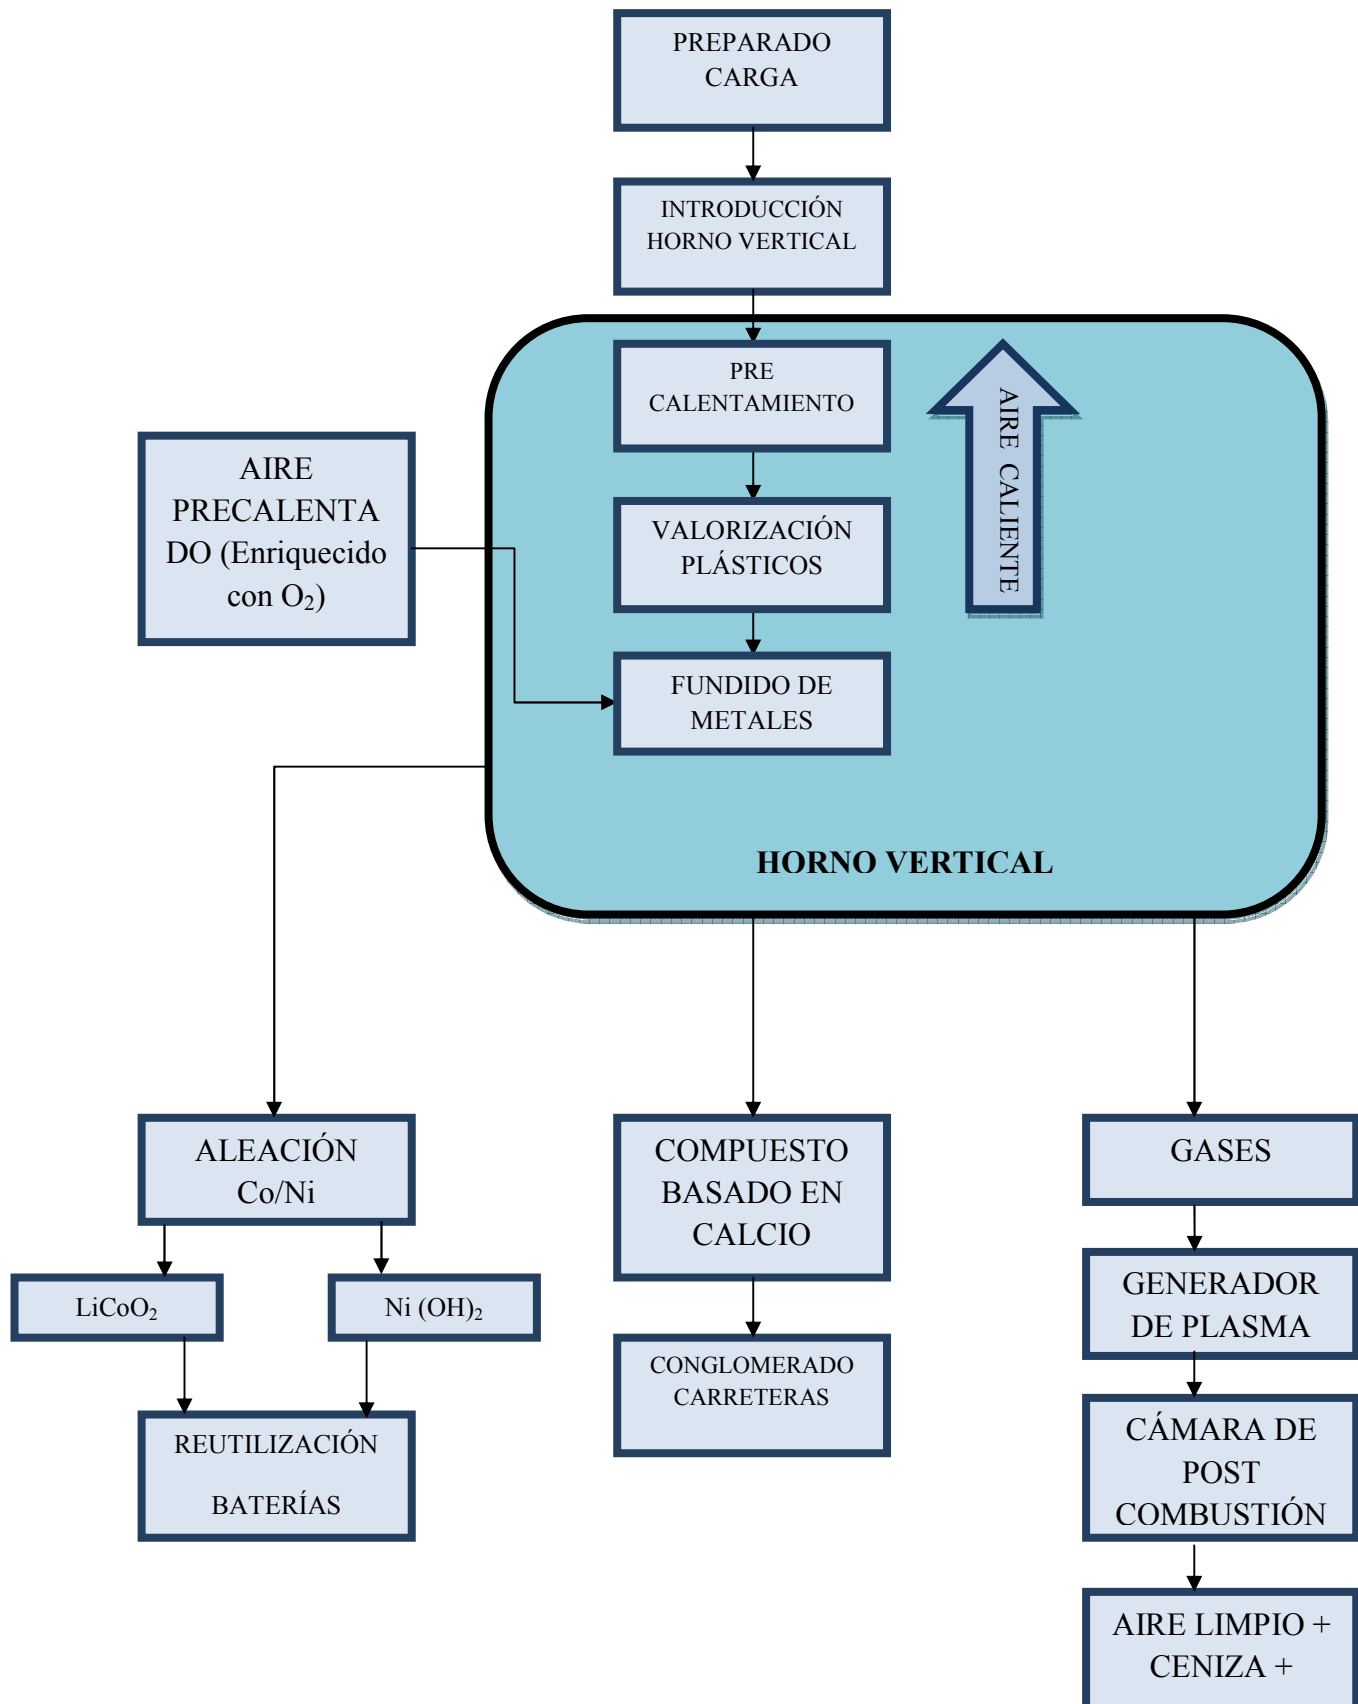 PREPARADO
CARGA
INTRODUCCIÓN
HORNO VERTICAL
PRE
CALENTAMIENTO
AIRE CALIENTE
AIRE
PRECALENTA
DO (Enriquecido
con O₂)
VALORIZACIÓN
PLÁSTICOS
FUNDIDO DE
METALES
HORNO VERTICAL
ALEACIÓN
Co/Ni
COMPUESTO
BASADO EN
CALCIO
GASES
LiCoO₂
Ni (OH)₂
GENERADOR
DE PLASMA
CONGLOMERADO
CARRETERAS
REUTILIZACIÓN
BATERÍAS
CÁMARA DE
POST
COMBUSTIÓN
AIRE LIMPIO +
CENIZA +